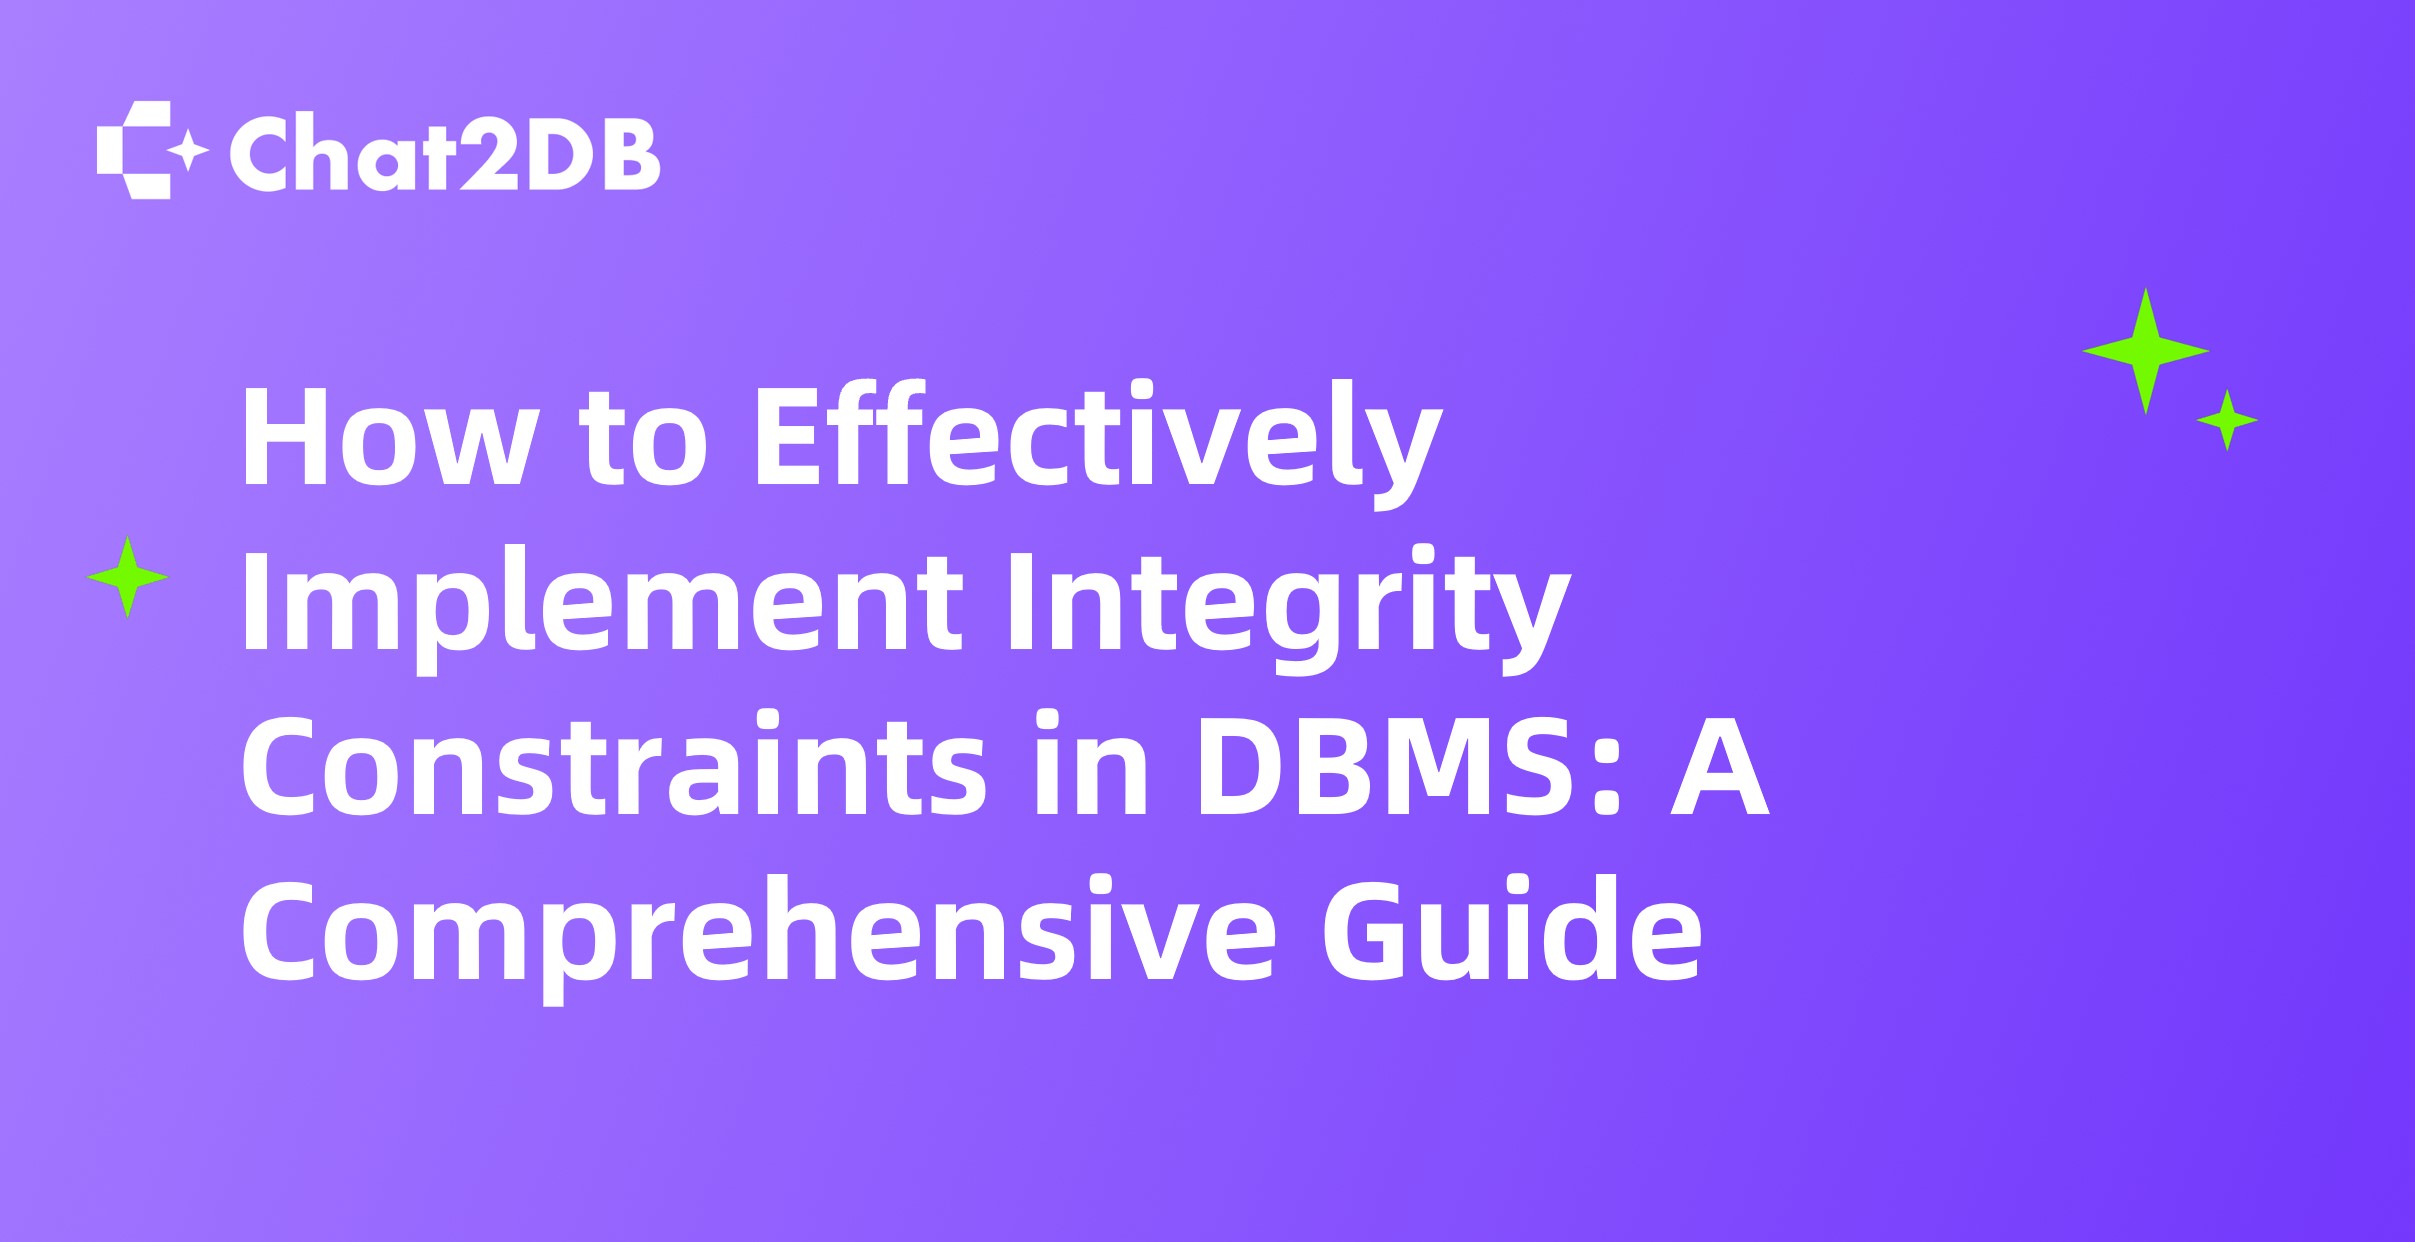 Chat2DB
How to Effectively
Implement Integrity
Constraints in DBMS: A
Comprehensive Guide